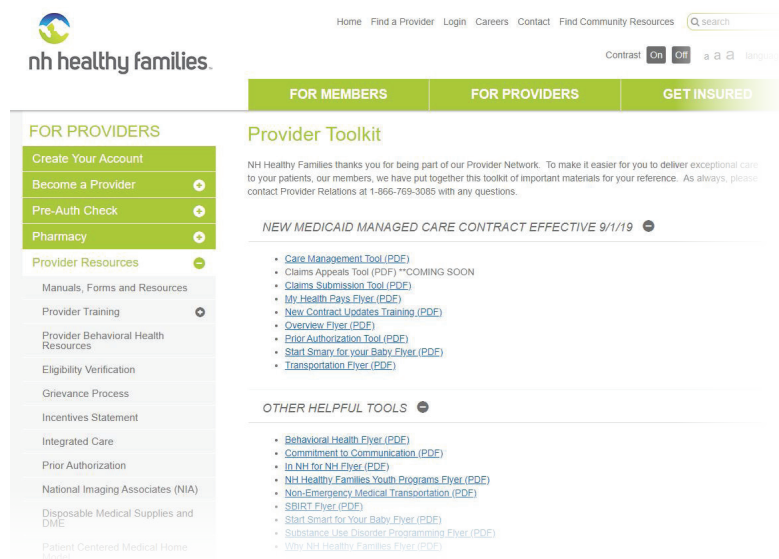 Home Find a Provider Login Careers Contact Find Community Resources search
nh healthy families
Contrast On Off a a a
FOR MEMBERS FOR PROVIDERS GET INSURED
FOR PROVIDERS
Create Your Account
Become a Provider
Pre-Auth Check
Pharmacy
Provider Resources
Manuals, Forms and Resources
Provider Training
Provider Behavioral Health
Resources
Eligibility Verification
Grievance Process
Incentives Statement
Integrated Care
Prior Authorization
National Imaging Associates (NIA)
Disposable Medical Supplies and
DME
Patient Centered Medical Home
Model
Provider Toolkit
NH Healthy Families thanks you for being part of our Provider Network. To make it easier for you to deliver exceptional care
to your patients, our members, we have put together this toolkit of important materials for your reference. As always, please
contact Provider Relations at 1-866-769-3085 with any questions.
NEW MEDICAID MANAGED CARE CONTRACT EFFECTIVE 9/1/19
Care Management Tool (PDF)
Claims Appeals Tool (PDF) **COMING SOON
Claims Submission Tool (PDF)
My Health Pays Flyer (PDF)
New Contract Updates Training (PDF)
Overview Flyer (PDF)
Prior Authorization Tool (PDF)
Start Smary for your Baby Flyer (PDF)
Transportation Flyer (PDF)
OTHER HELPFUL TOOLS
Behavioral Health Flyer (PDF)
Commitment to Communication (PDF)
In NH for NH Flyer (PDF)
NH Healthy Families Youth Programs Flyer (PDF)
Non-Emergency Medical Transportation (PDF)
SBIRT Flyer (PDF)
Start Smart for Your Baby Flyer (PDF)
Substance Use Disorder Programming Flyer (PDF)
Why NH Healthy Families Flyer (PDF)